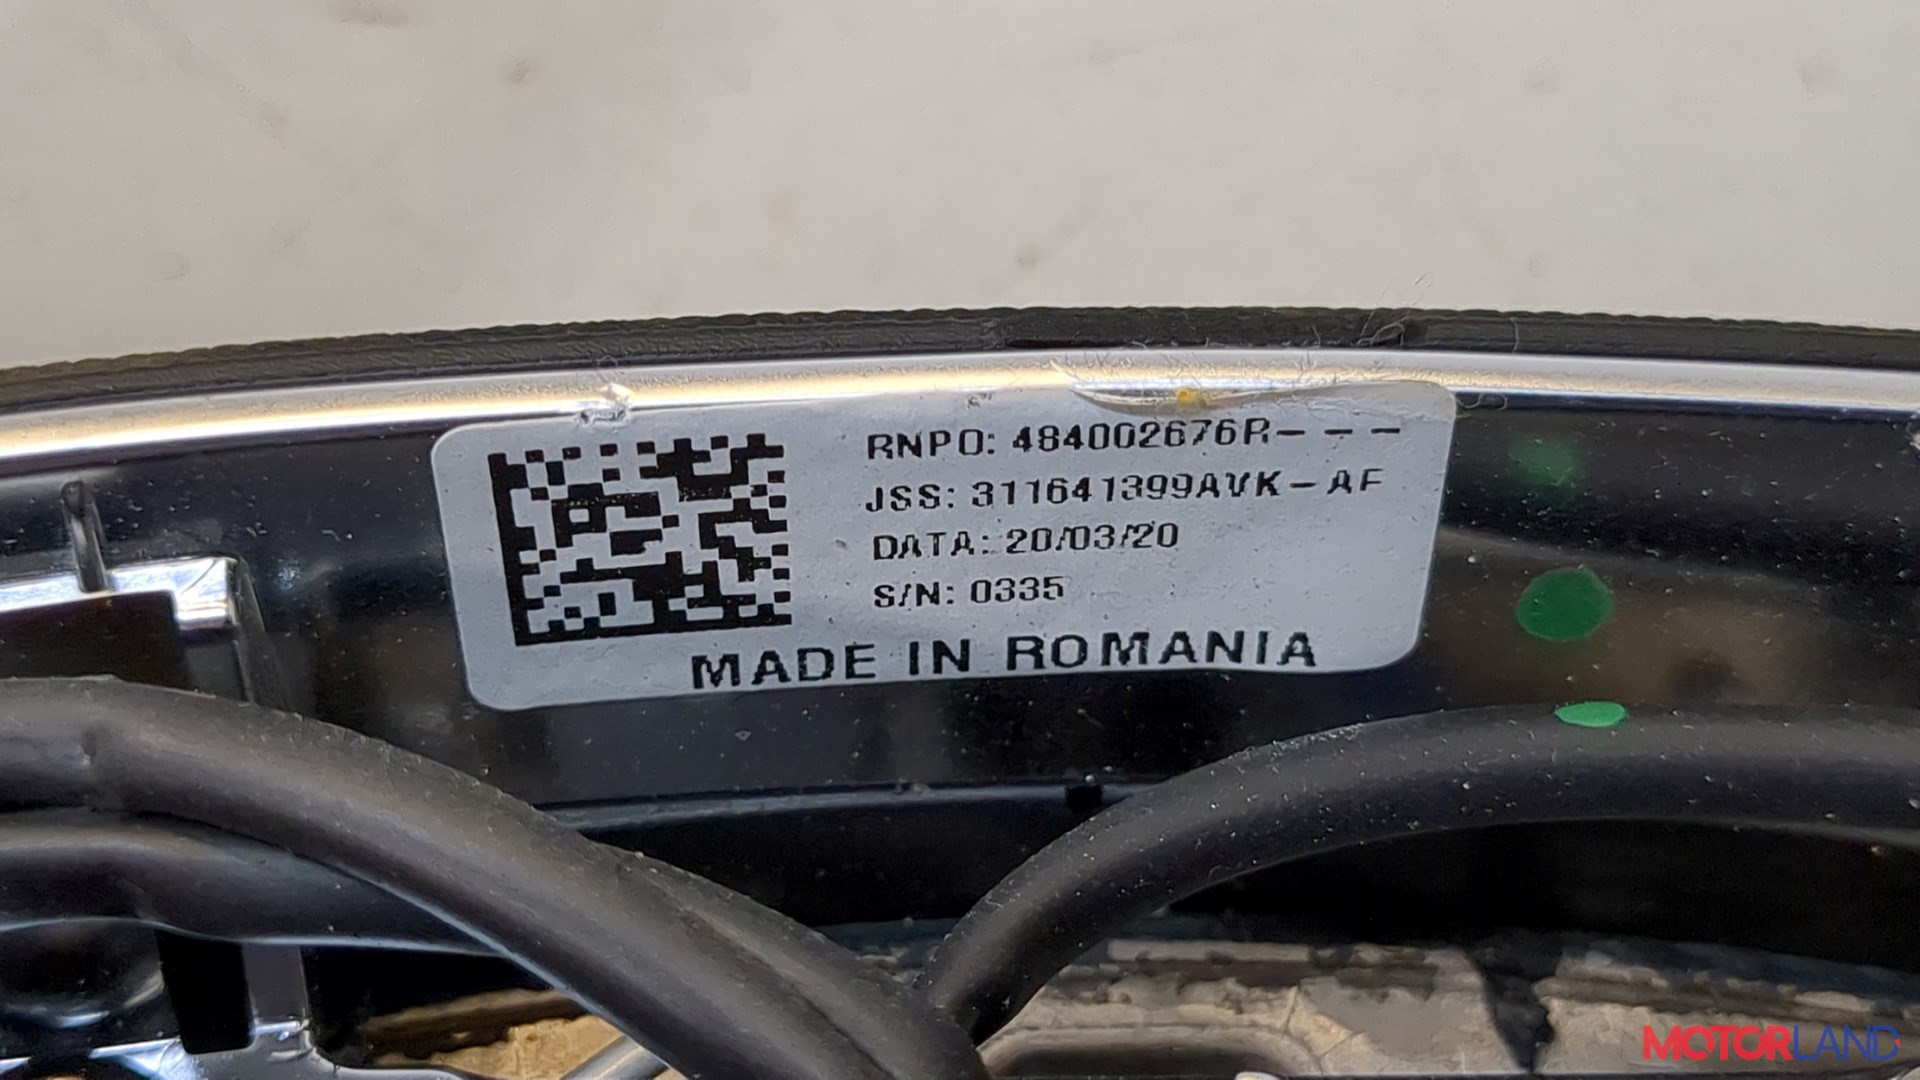 RNPO: 484002676R---
JSS: 311641399AVK-AF
DATA: 20/03/20
S/N: 0335
MADE IN ROMANIA
MOTORLAND